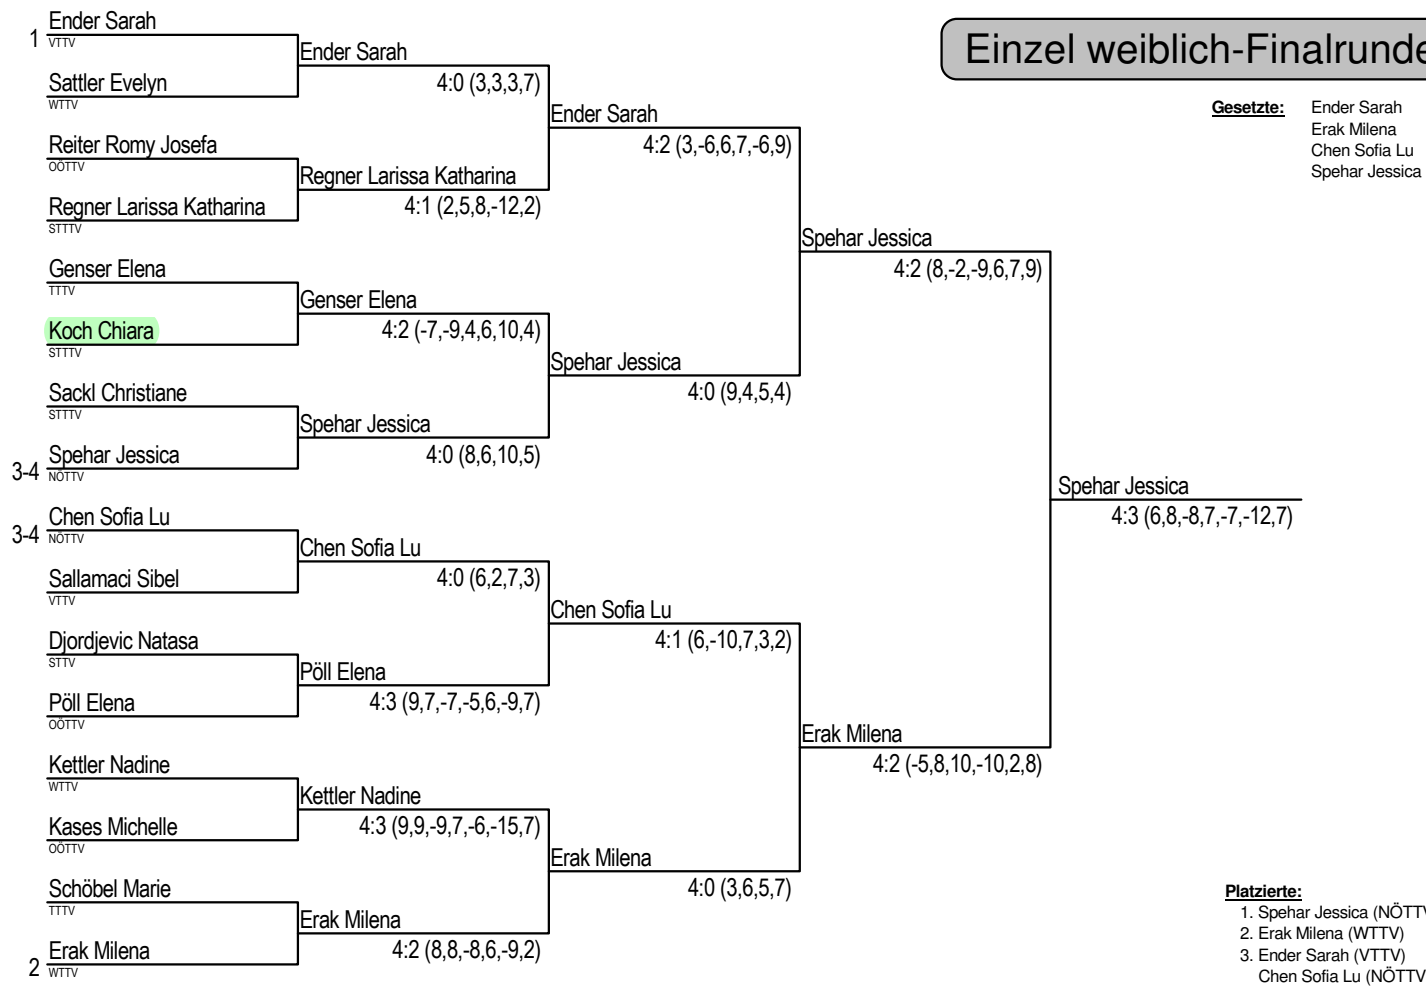 Einzel weiblich-Finalrunde
Gesetzte: Ender Sarah
Erak Milena
Chen Sofia Lu
Spehar Jessica
1 Ender Sarah
VTTV
Sattler Evelyn
WTTV
Reiter Romy Josefa
OÖTTV
Regner Larissa Katharina
STTTV
Genser Elena
TTTV
Koch Chiara
STTTV
Sackl Christiane
STTTV
3-4 Spehar Jessica
NÖTTV
3-4 Chen Sofia Lu
NÖTTV
Sallamaci Sibel
VTTV
Djordjevic Natasa
STTV
Pöll Elena
OÖTTV
Kettler Nadine
WTTV
Kases Michelle
OÖTTV
Schöbel Marie
TTTV
2 Erak Milena
WTTV
Ender Sarah
4:0 (3,3,3,7)
Regner Larissa Katharina
4:1 (2,5,8,-12,2)
Genser Elena
4:2 (-7,-9,4,6,10,4)
Spehar Jessica
4:0 (8,6,10,5)
Chen Sofia Lu
4:0 (6,2,7,3)
Pöll Elena
4:3 (9,7,-7,-5,6,-9,7)
Kettler Nadine
4:3 (9,9,-9,7,-6,-15,7)
Erak Milena
4:2 (8,8,-8,6,-9,2)
Ender Sarah
4:2 (3,-6,6,7,-6,9)
Spehar Jessica
4:0 (9,4,5,4)
Chen Sofia Lu
4:1 (6,-10,7,3,2)
Erak Milena
4:0 (3,6,5,7)
Spehar Jessica
4:2 (8,-2,-9,6,7,9)
Erak Milena
4:2 (-5,8,10,-10,2,8)
Spehar Jessica
4:3 (6,8,-8,7,-7,-12,7)
Platzierte:
1. Spehar Jessica (NÖTTV
2. Erak Milena (WTTV)
3. Ender Sarah (VTTV)
Chen Sofia Lu (NÖTTV